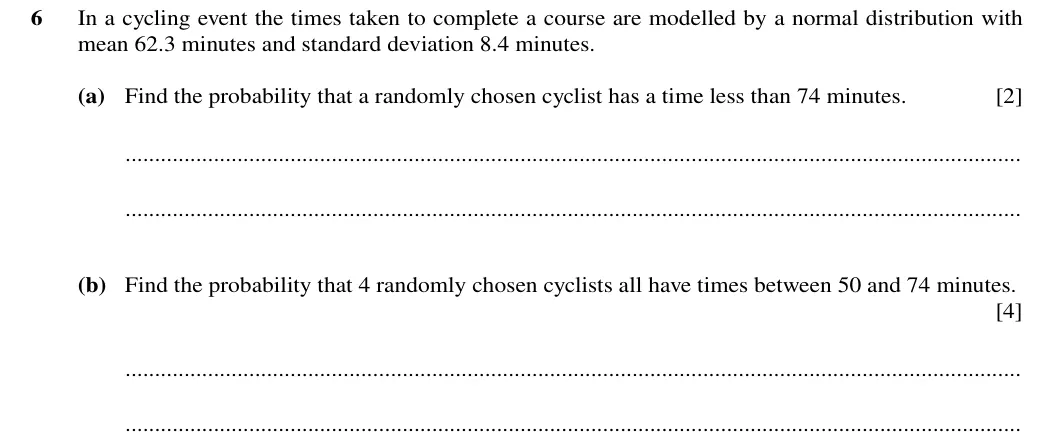 6 In a cycling event the times taken to complete a course are modelled by a normal distribution with
mean 62.3 minutes and standard deviation 8.4 minutes.
(a) Find the probability that a randomly chosen cyclist has a time less than 74 minutes. [2]
(b) Find the probability that 4 randomly chosen cyclists all have times between 50 and 74 minutes.
[4]